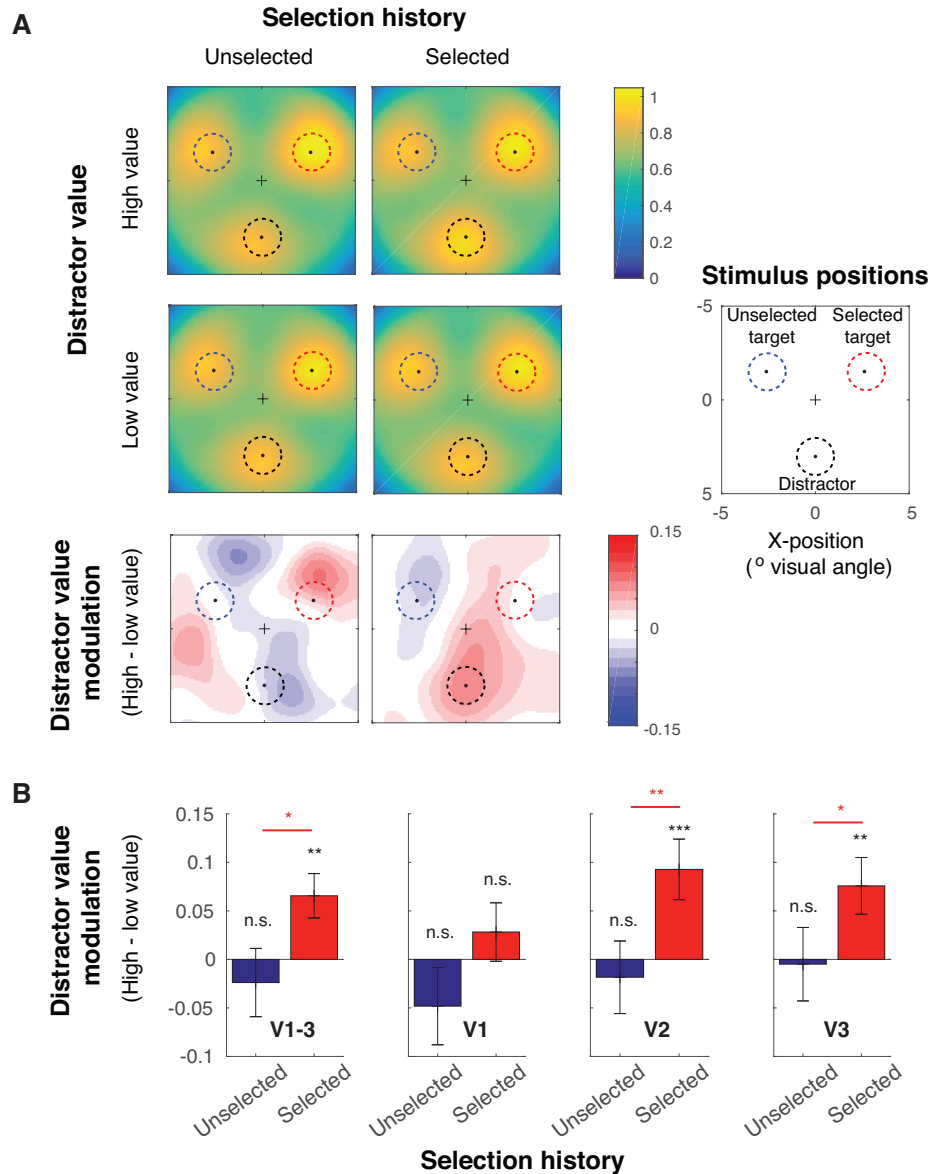 A
Selection history
Unselected
Selected
Distractor value
High value
Low value
1
0.8
0.6
0.4
0.2
0
Stimulus positions
-5
0
5
Unselected
target
Selected
target
Distractor
-5
0
5
X-position
(° visual angle)
Distractor value
modulation
(High - low value)
0.15
0
-0.15
B
Distractor value
modulation
(High - low value)
0.15
0.1
0.05
0
-0.05
-0.1
*
n.s.
**
V1-3
n.s.
n.s.
V1
**
n.s.
***
V2
*
n.s.
**
V3
Unselected
Selected
Unselected
Selected
Unselected
Selected
Unselected
Selected
Selection history